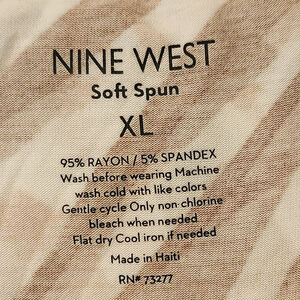 NINE WEST
Soft Spun
XL
95% RAYON / 5% SPANDEX
Wash before wearing Machine
wash cold with like colors
Gentle cycle Only non-chlorine
bleach when needed
Flat dry Cool iron if needed
Made in Haiti
RN# 73277